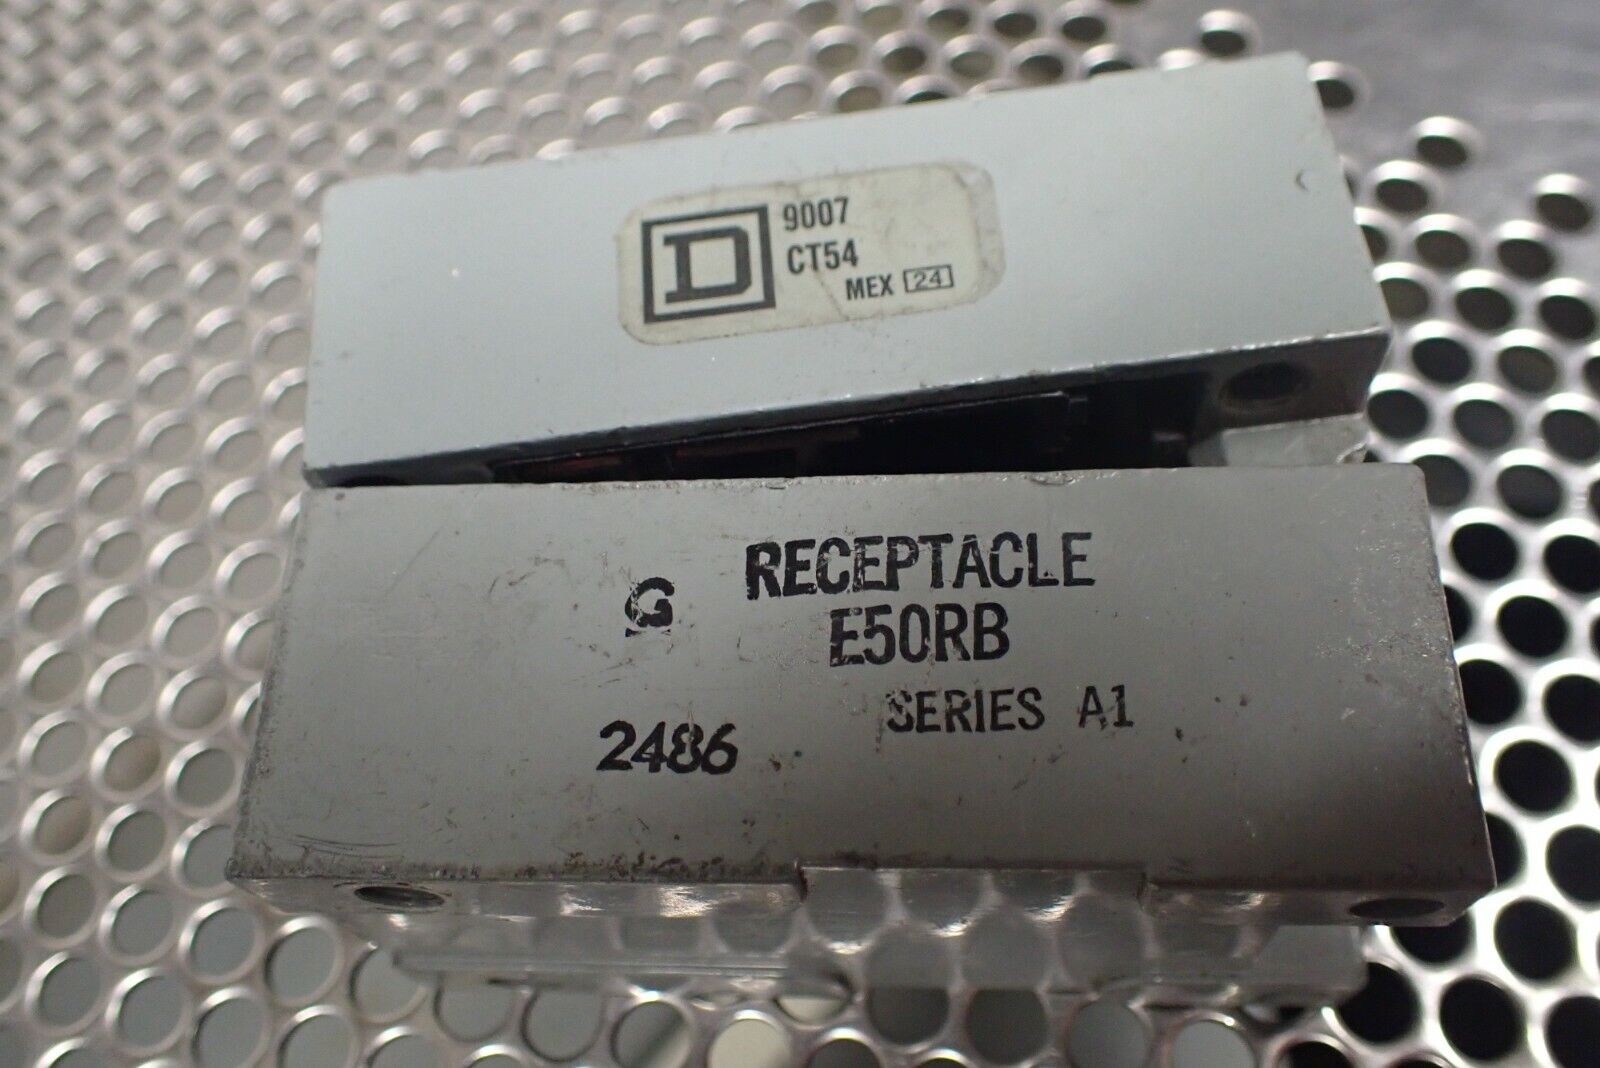 D
9007
CT54
MEX 24
RECEPTACLE
G
E50RB
SERIES A1
2486